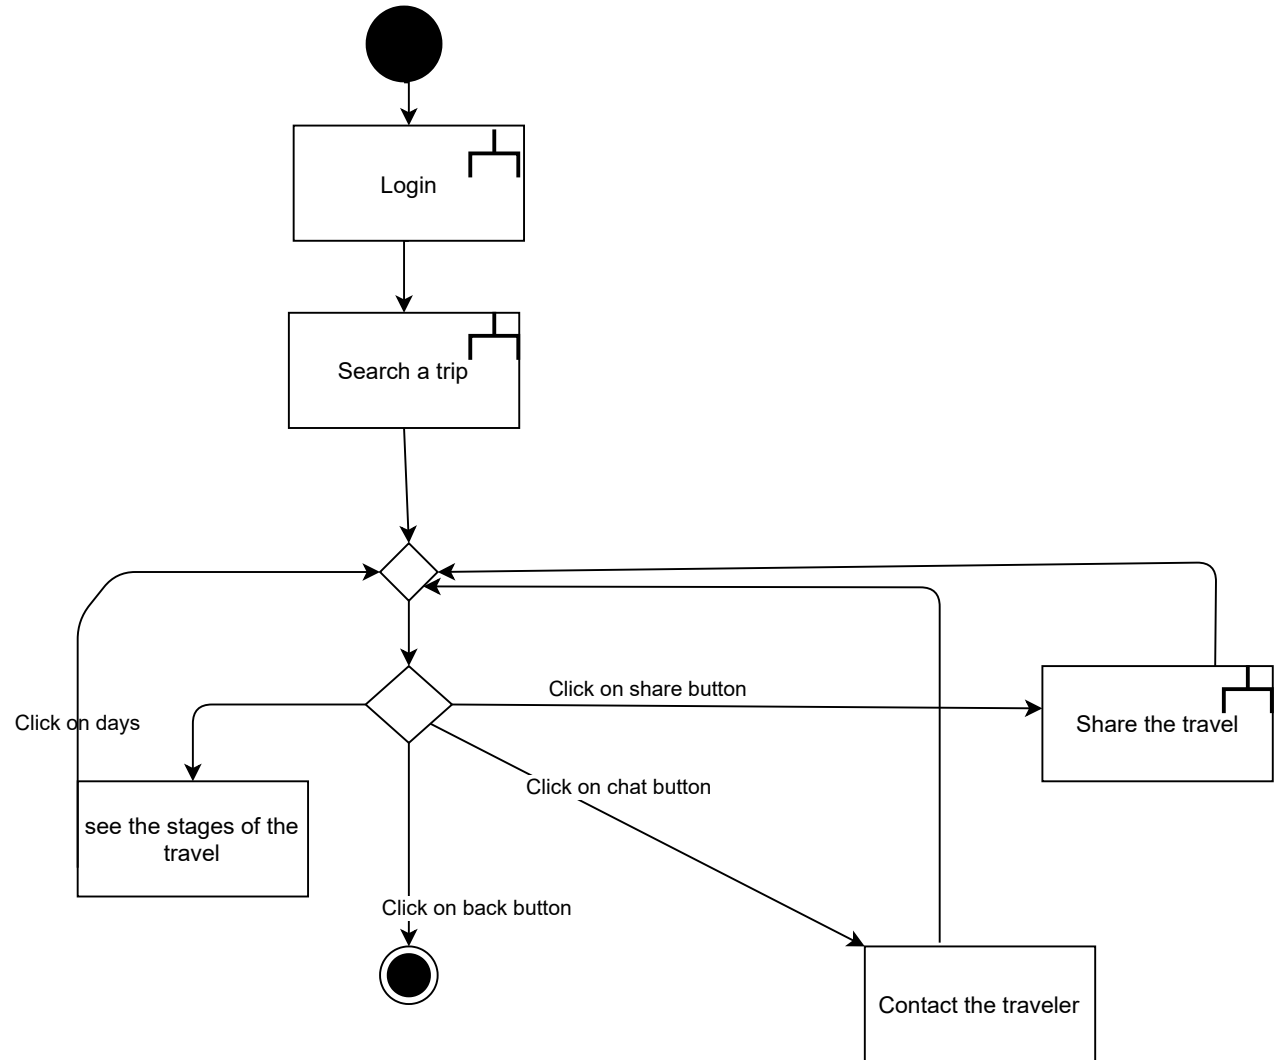 Login
Search a trip
Click on share button
Click on days
Share the travel
Click on chat button
see the stages of the
travel
Click on back button
Contact the traveler